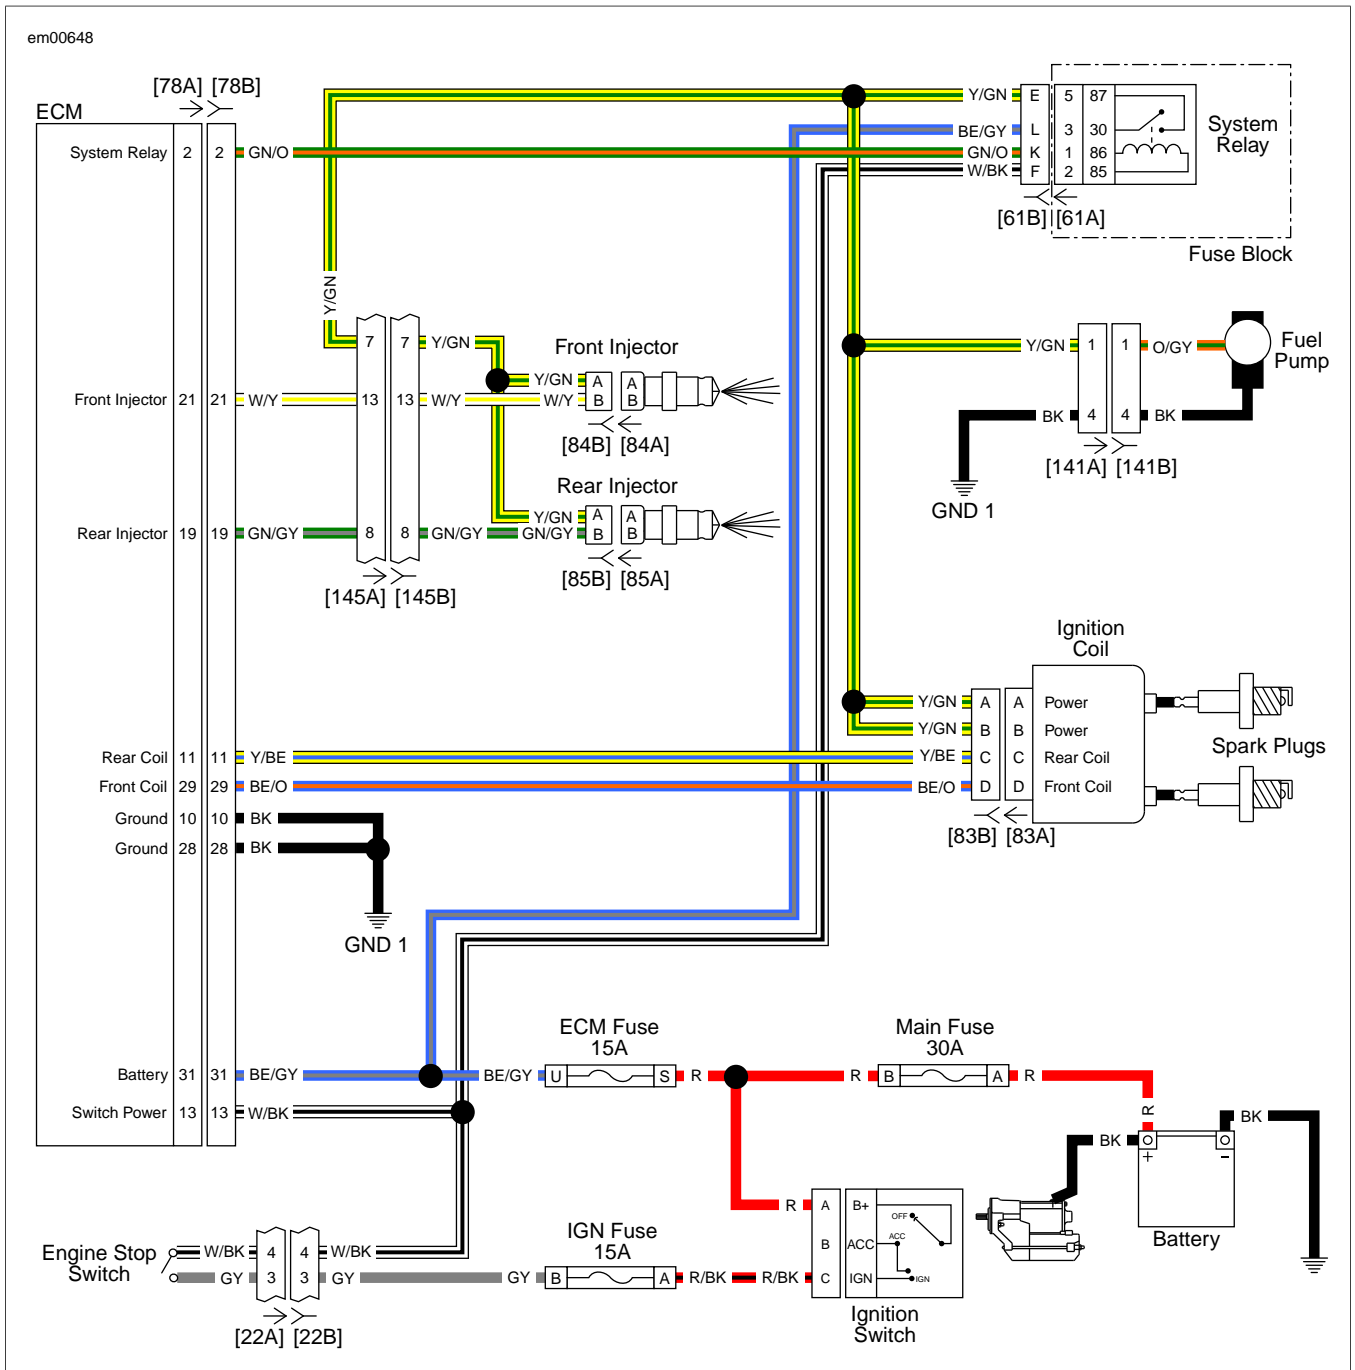 em00648
[78A] [78B]
ECM
System Relay 2 2 GN/O
Y/GN E 5 87
BE/GY L 3 30
GN/O K 1 86
W/BK F 2 85
System
Relay
[61B] [61A]
Fuse Block
Y/GN
7 7 Y/GN
Front Injector
Y/GN A A
Front Injector 21 21 W/Y 13 13 W/Y W/Y B B
[84B] [84A]
Rear Injector
Y/GN A A
Rear Injector 19 19 GN/GY 8 8 GN/GY GN/GY B B
[85B] [85A]
[145A] [145B]
Y/GN 1 1 O/GY
Fuel
Pump
BK 4 4 BK
[141A] [141B]
GND 1
Ignition
Coil
Y/GN A A Power
Y/GN B B Power
Rear Coil 11 11 Y/BE Y/BE C C Rear Coil
Front Coil 29 29 BE/O BE/O D D Front Coil
Spark Plugs
[83B] [83A]
Ground 10 10 BK
Ground 28 28 BK
GND 1
ECM Fuse
15A
Main Fuse
30A
Battery 31 31 BE/GY BE/GY U S R R B A R
Switch Power 13 13 W/BK
R
BK BK
+ -
Battery
R A B+
B ACC
C IGN
OFF
ACC
IGN
Ignition
Switch
IGN Fuse
15A
Engine Stop
Switch
W/BK 4 4 W/BK
GY 3 3 GY GY B A R/BK R/BK
[22A] [22B]